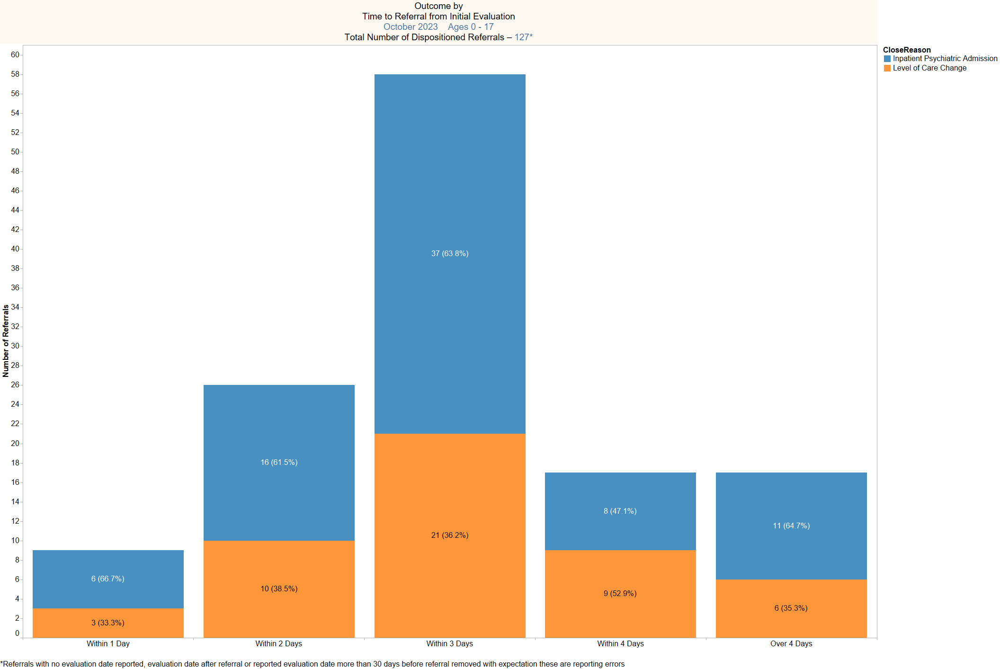 Outcome by
Time to Referral from Initial Evaluation
October 2023 Ages 0 - 17
Total Number of Dispositioned Referrals – 127*
CloseReason
Inpatient Psychiatric Admission
Level of Care Change
Number of Referrals
60
58
56
54
52
50
48
46
44
42
40
38
36
34
32
30
28
26
24
22
20
18
16
14
12
10
8
6
4
2
0
6 (66.7%)
3 (33.3%)
16 (61.5%)
10 (38.5%)
37 (63.8%)
21 (36.2%)
8 (47.1%)
9 (52.9%)
11 (64.7%)
6 (35.3%)
Within 1 Day
Within 2 Days
Within 3 Days
Within 4 Days
Over 4 Days
*Referrals with no evaluation date reported, evaluation date after referral or reported evaluation date more than 30 days before referral removed with expectation these are reporting errors